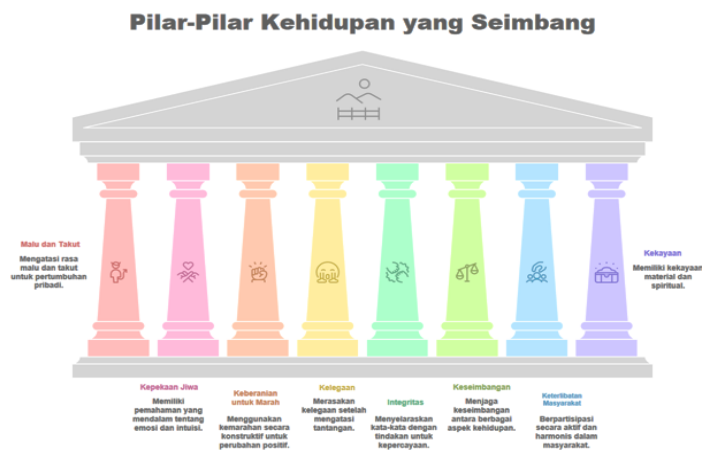 Pilar-Pilar Kehidupan yang Seimbang
Malu dan Takut
Mengatasi rasa
malu dan takut
untuk pertumbuhan
pribadi.
Kekayaan
Memiliki kekayaan
material dan
spiritual.
Kepekaan Jiwa
Memiliki
pemahaman yang
mendalam tentang
emosi dan intuisi.
Keberanian
untuk Marah
Menggunakan
kemarahan secara
konstruktif untuk
perubahan positif.
Kelegaan
Merasakan
kelegaan setelah
mengatasi
tantangan.
Integritas
Menyelaraskan
kata-kata dengan
tindakan untuk
kepercayaan.
Keseimbangan
Menjaga
keseimbangan
antara berbagai
aspek kehidupan.
Keterlibatan
Masyarakat
Berpartisipasi
secara aktif dan
harmonis dalam
masyarakat.